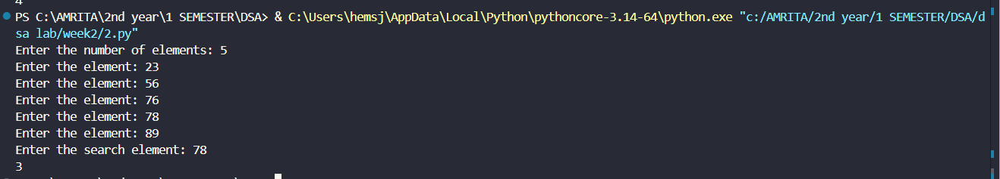 4
PS C:\AMRITA\2nd year\1 SEMESTER\DSA> & C:\Users\hemsj\AppData\Local\Python\pythoncore-3.14-64\python.exe "c:/AMRITA/2nd year/1 SEMESTER/DSA/d
sa lab/week2/2.py"
Enter the number of elements: 5
Enter the element: 23
Enter the element: 56
Enter the element: 76
Enter the element: 78
Enter the element: 89
Enter the search element: 78
3